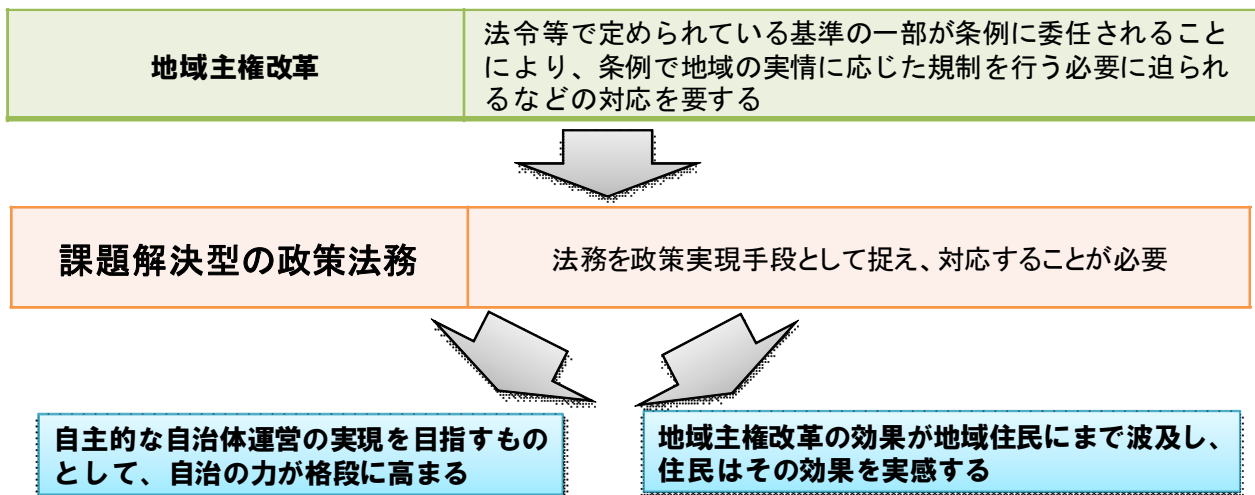 地域主権改革
法令等で定められている基準の一部が条例に委任されること
により、条例で地域の実情に応じた規制を行う必要に迫られ
るなどの対応を要する
課題解決型の政策法務
法務を政策実現手段として捉え、対応することが必要
自主的な自治体運営の実現を目指すもの
として、自治の力が格段に高まる
地域主権改革の効果が地域住民にまで波及し、
住民はその効果を実感する